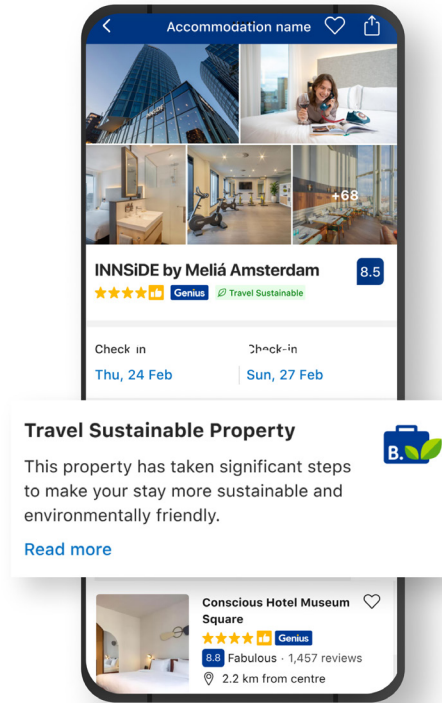 Accommodation name
INNSiDE
+68
INNSiDE by Meliá Amsterdam
8.5
Genius
Travel Sustainable
Check in
Check-in
Thu, 24 Feb
Sun, 27 Feb
Travel Sustainable Property
This property has taken significant steps
to make your stay more sustainable and
environmentally friendly.
B.
Read more
Conscious Hotel Museum
Square
Genius
8.8 Fabulous · 1,457 reviews
2.2 km from centre